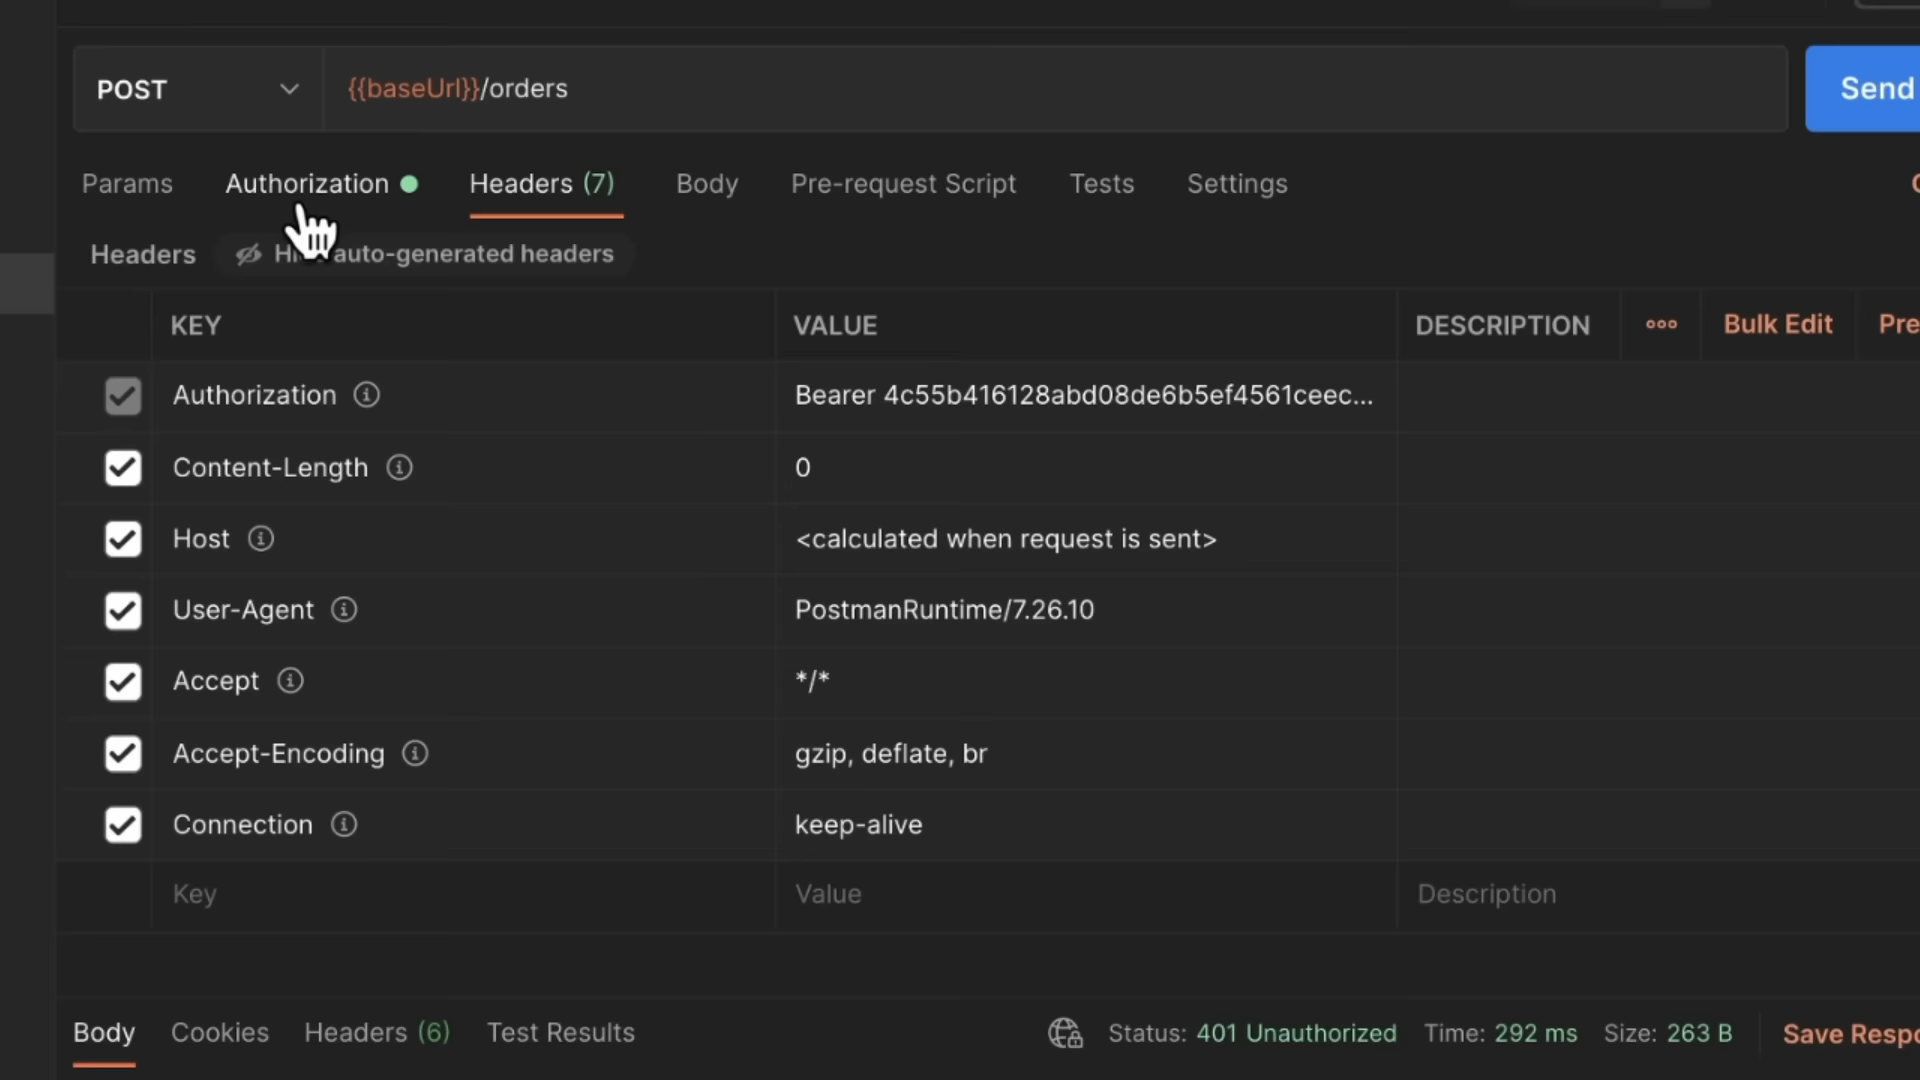 POST {{baseUrl}}/orders Send
Params Authorization Headers (7) Body Pre-request Script Tests Settings
Headers auto-generated headers
KEY VALUE DESCRIPTION ooo Bulk Edit Pre
Authorization Bearer 4c55b416128abd08de6b5ef4561ceec...
Content-Length 0
Host <calculated when request is sent>
User-Agent PostmanRuntime/7.26.10
Accept */*
Accept-Encoding gzip, deflate, br
Connection keep-alive
Key Value Description
Body Cookies Headers (6) Test Results Status: 401 Unauthorized Time: 292 ms Size: 263 B Save Respo